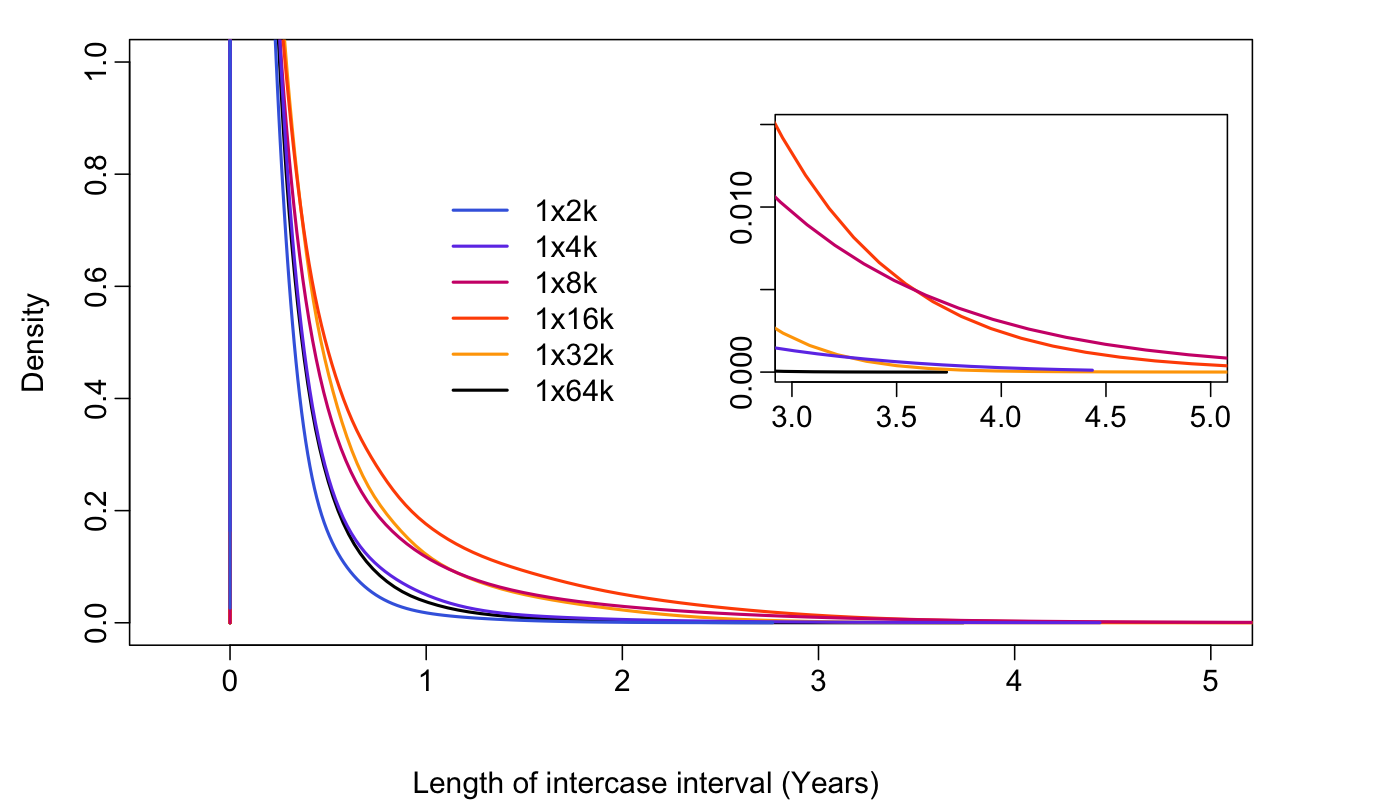 Density
1.0
0.8
0.6
0.4
0.2
0.0
0 1 2 3 4 5
Length of intercase interval (Years)
1x2k
1x4k
1x8k
1x16k
1x32k
1x64k
0.010
0.000
3.0 3.5 4.0 4.5 5.0